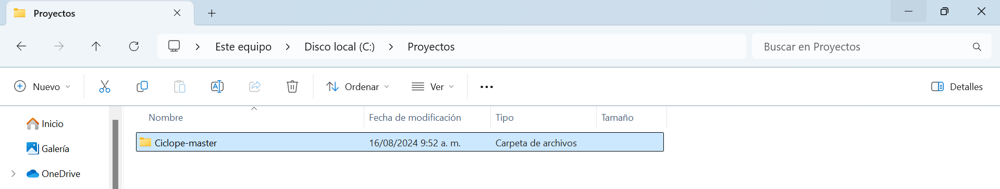 Proyectos
Este equipo > Disco local (C:) > Proyectos
Buscar en Proyectos
Nuevo
Ordenar
Ver
Detalles
Nombre Fecha de modificación Tipo Tamaño
Inicio
Ciclope-master 16/08/2024 9:52 a. m. Carpeta de archivos
Galería
OneDrive